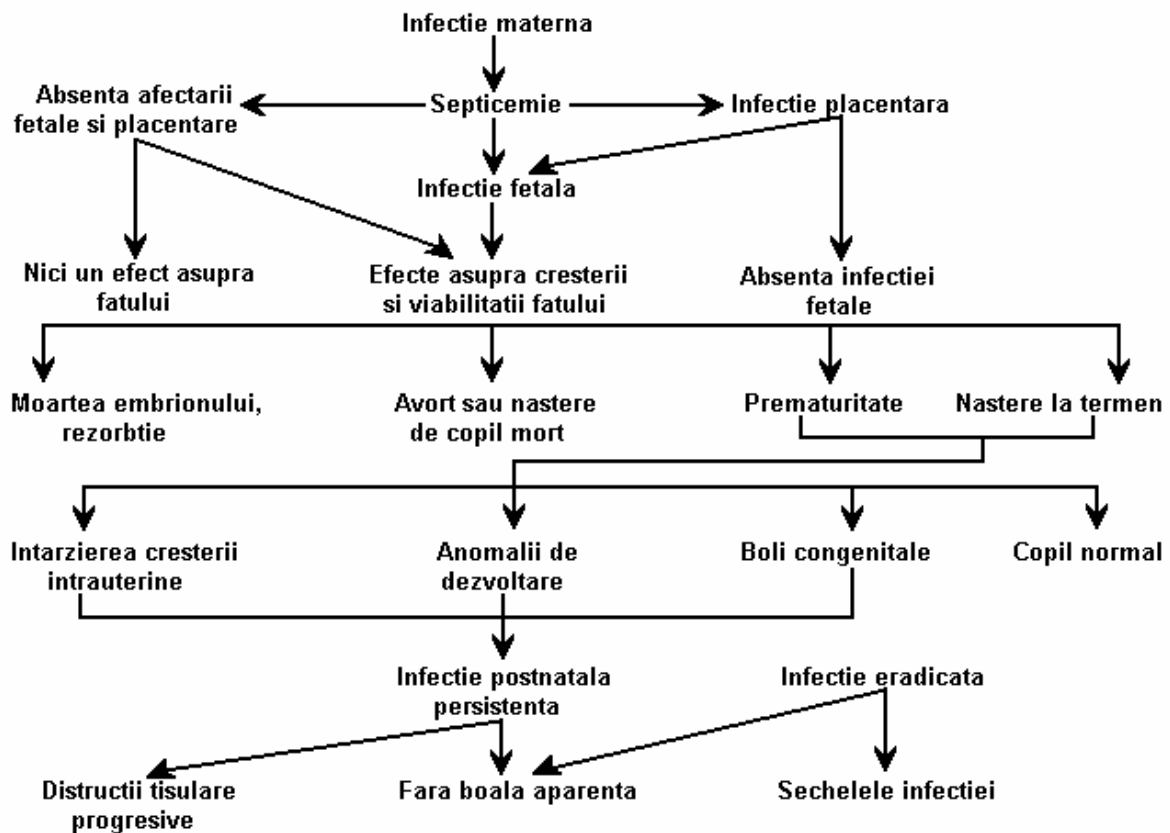 Infectie materna
Absenta afectarii
fetale si placentare
Septicemie
Infectie placentara
Infectie fetala
Nici un efect asupra
fatului
Efecte asupra cresterii
si viabilitatii fatului
Absenta infectiei
fetale
Moartea embrionului,
rezorbtie
Avort sau nastere
de copil mort
Prematuritate
Nastere la termen
Intarzierea cresterii
intrauterine
Anomalii de
dezvoltare
Boli congenitale
Copil normal
Infectie postnatala
persistenta
Infectie eradicata
Distructii tisulare
progresive
Fara boala aparenta
Sechelele infectiei